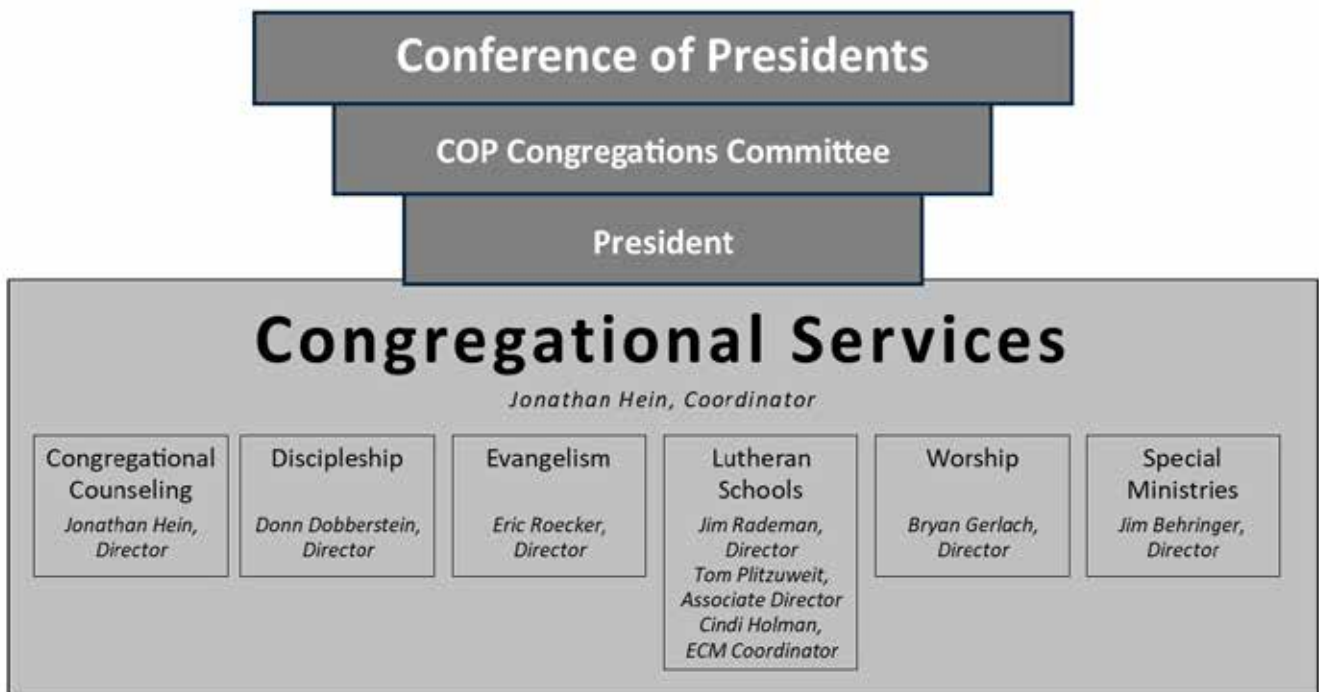 Conference of Presidents
COP Congregations Committee
President
Congregational Services
Jonathan Hein, Coordinator
Congregational
Counseling
Jonathan Hein,
Director
Discipleship
Donn Dobberstein,
Director
Evangelism
Eric Roecker,
Director
Lutheran
Schools
Jim Rademan,
Director
Tom Plitzuweit,
Associate Director
Cindi Holman,
ECM Coordinator
Worship
Bryan Gerlach,
Director
Special
Ministries
Jim Behringer,
Director